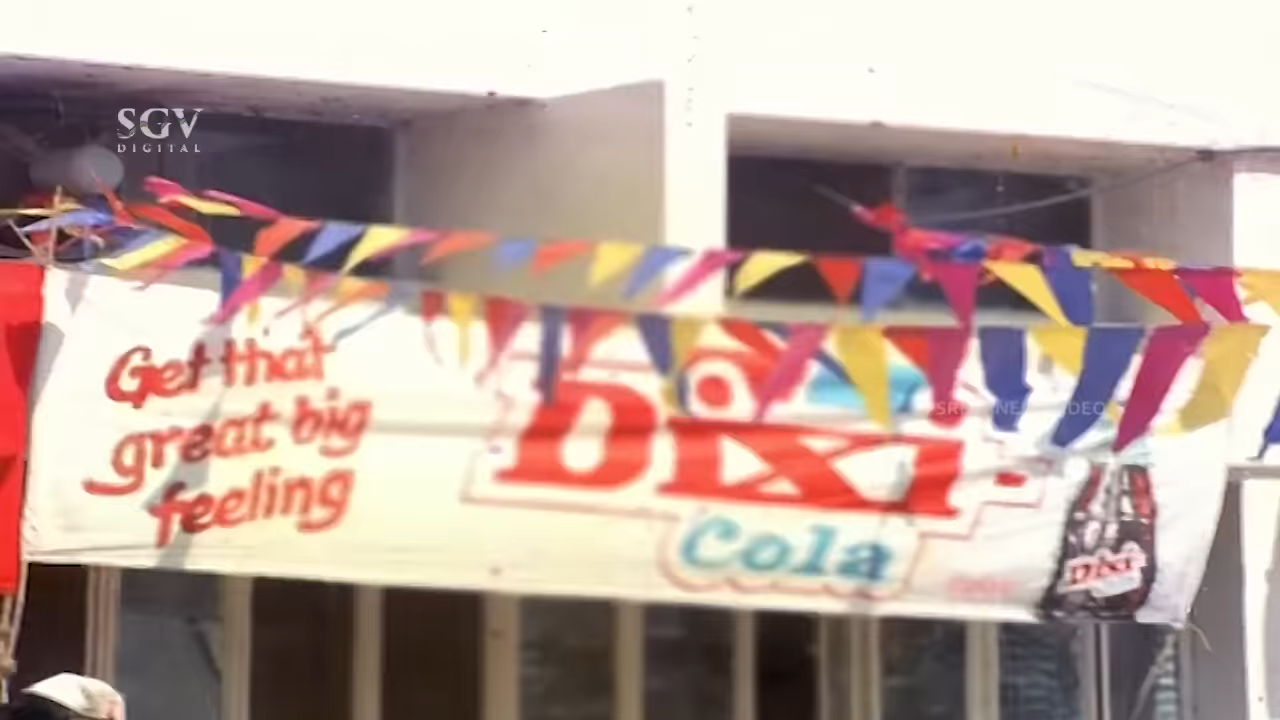 SGV
DIGITAL
Get that
great big
feeling
Dixi
Cola
Dixi